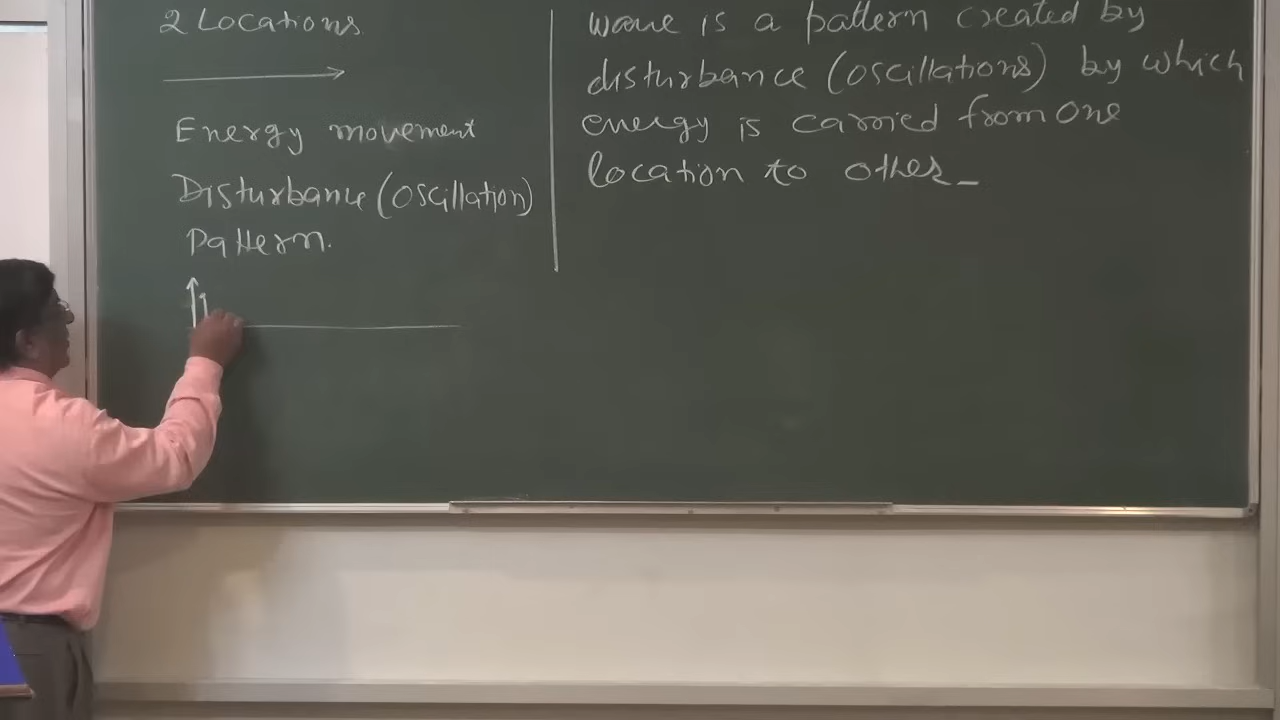 2 Locations
Energy movement
Disturbance (Oscillation)
Pattern.
wave is a pattern created by
disturbance (oscillations) by which
energy is carried from one
location to other_